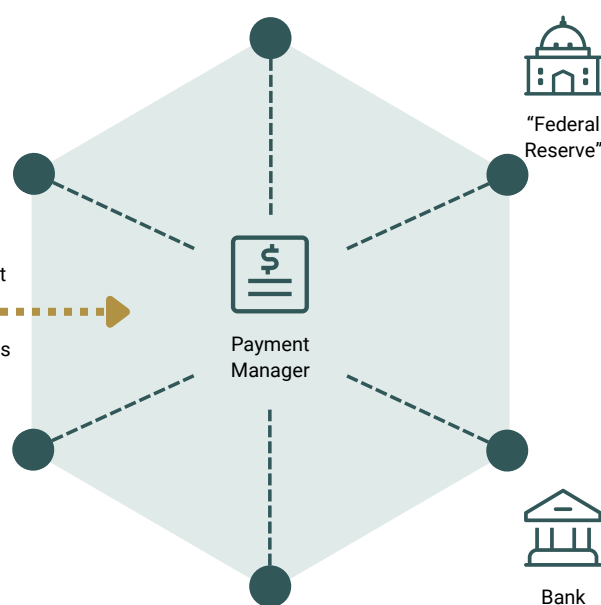 “Federal
Reserve”
t
$
s
Payment
Manager
Bank